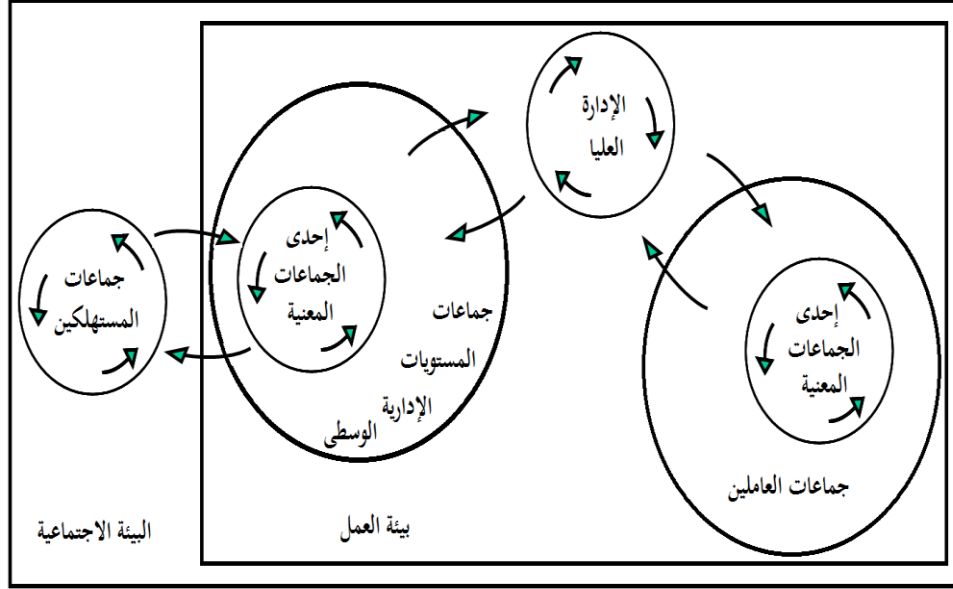 الإدارة
العليا
إحدى
الجماعات
المعنية
جماعات
المستويات
الإدارية
الوسطى
جماعات
المستهلكين
إحدى
الجماعات
المعنية
جماعات العاملين
بيئة العمل
البيئة الاجتماعية